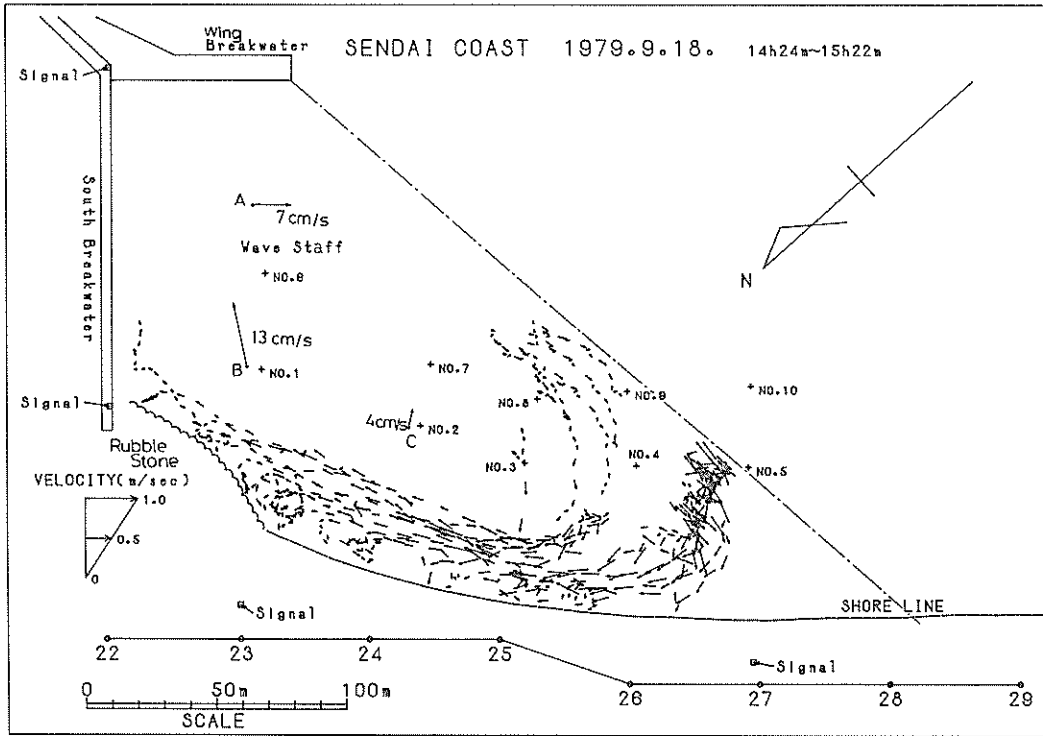 Wing
Breakwater
SENDAI COAST 1979.9.18. 14h24m~15h22m
Signal
South Breakwater
A
7cm/s
Wave Staff
NO.6
N
13cm/s
B
NO.1
NO.7
NO.10
NO.8
NO.9
Signal
4cm/s
C
NO.2
Rubble
Stone
NO.3
NO.4
NO.5
VELOCITY(m/sec)
1.0
0.5
0
Signal
SHORE LINE
22 23 24 25
Signal
26 27 28 29
0 50m 100m
SCALE